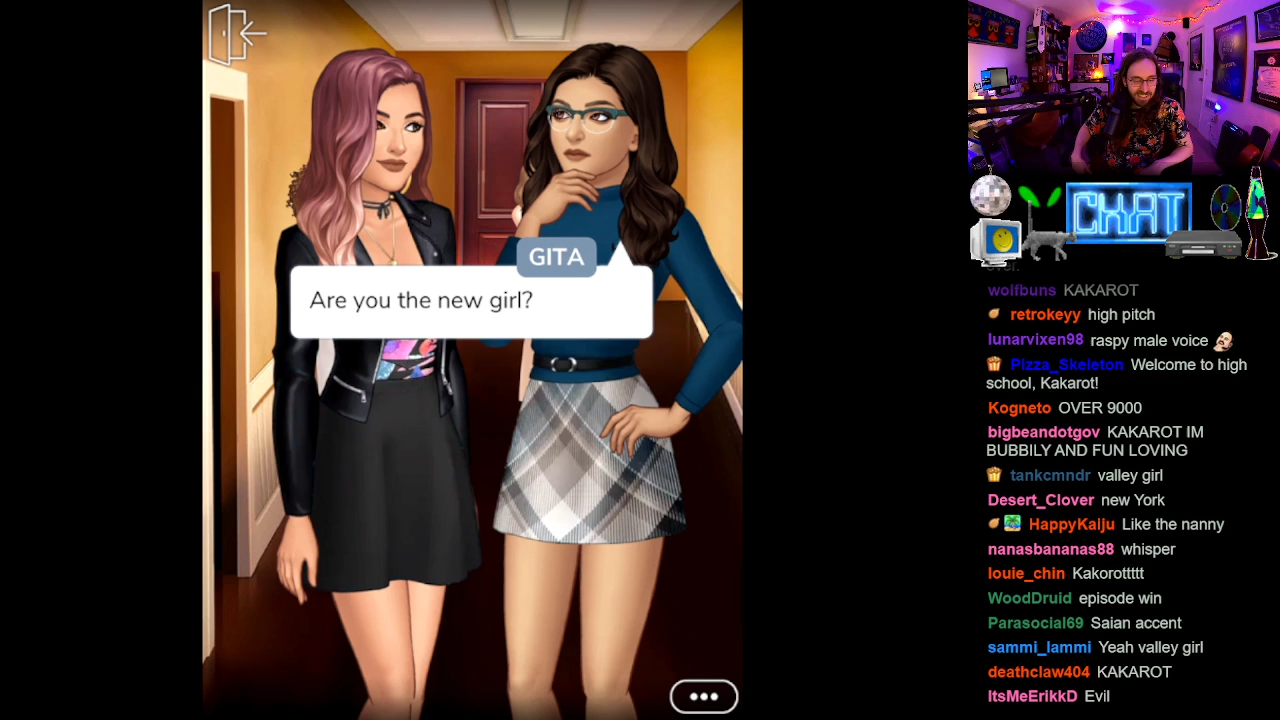 GITA
Are you the new girl?
CHAT
over.
wolfbuns KAKAROT
retrokeyy high pitch
lunarvixen98 raspy male voice
Pizza_Skeleton Welcome to high
school, Kakarot!
Kogneto OVER 9000
bigbeandotgov KAKAROT IM
BUBBILY AND FUN LOVING
tankcmndr valley girl
Desert_Clover new York
HappyKaiju Like the nanny
nanasbananas88 whisper
louie_chin Kakorottttt
WoodDruid episode win
Parasocial69 Saian accent
sammi_lammi Yeah valley girl
deathclaw404 KAKAROT
ItsMeErikkD Evil